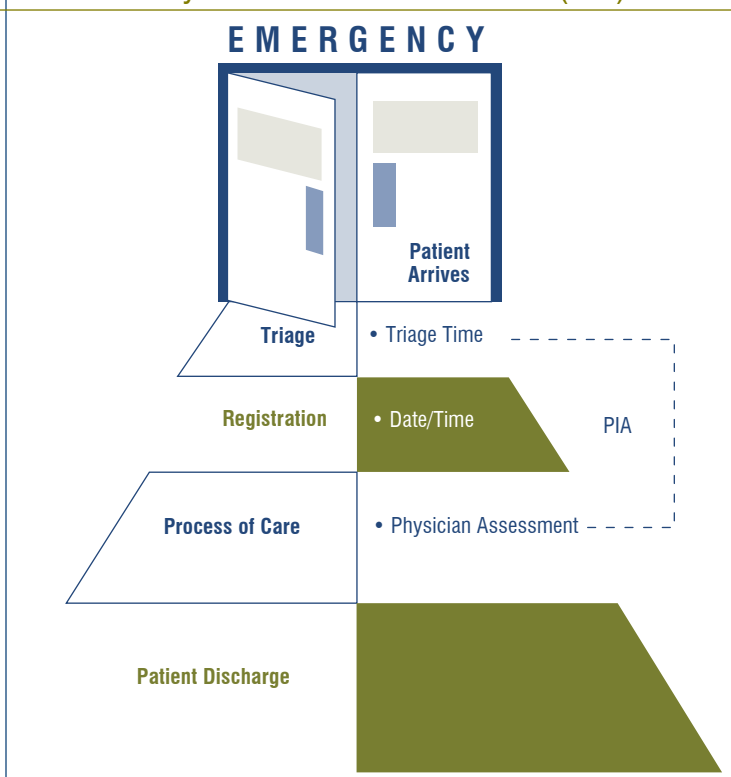 EMERGENCY
Patient
Arrives
Triage
• Triage Time
Registration
• Date/Time
PIA
Process of Care
• Physician Assessment
Patient Discharge